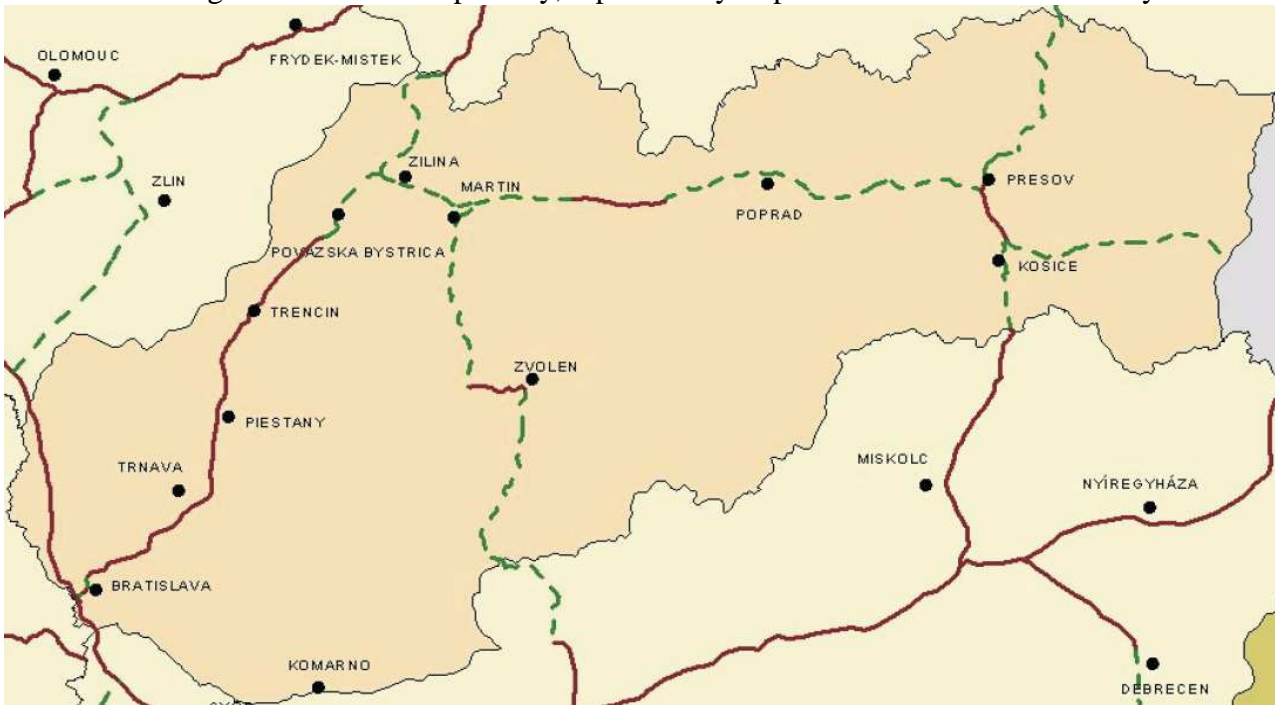 OLOMOUC
FRYDEK-MISTEK
ZILINA
ZLIN
MARTIN
PRESOV
POPRAD
POVAZSKA BYSTRICA
KOSICE
TRENCIN
ZVOLEN
PIESTANY
MISKOLC
TRNAVA
NYÍREGYHÁZA
BRATISLAVA
KOMARNO
DEBRECEN